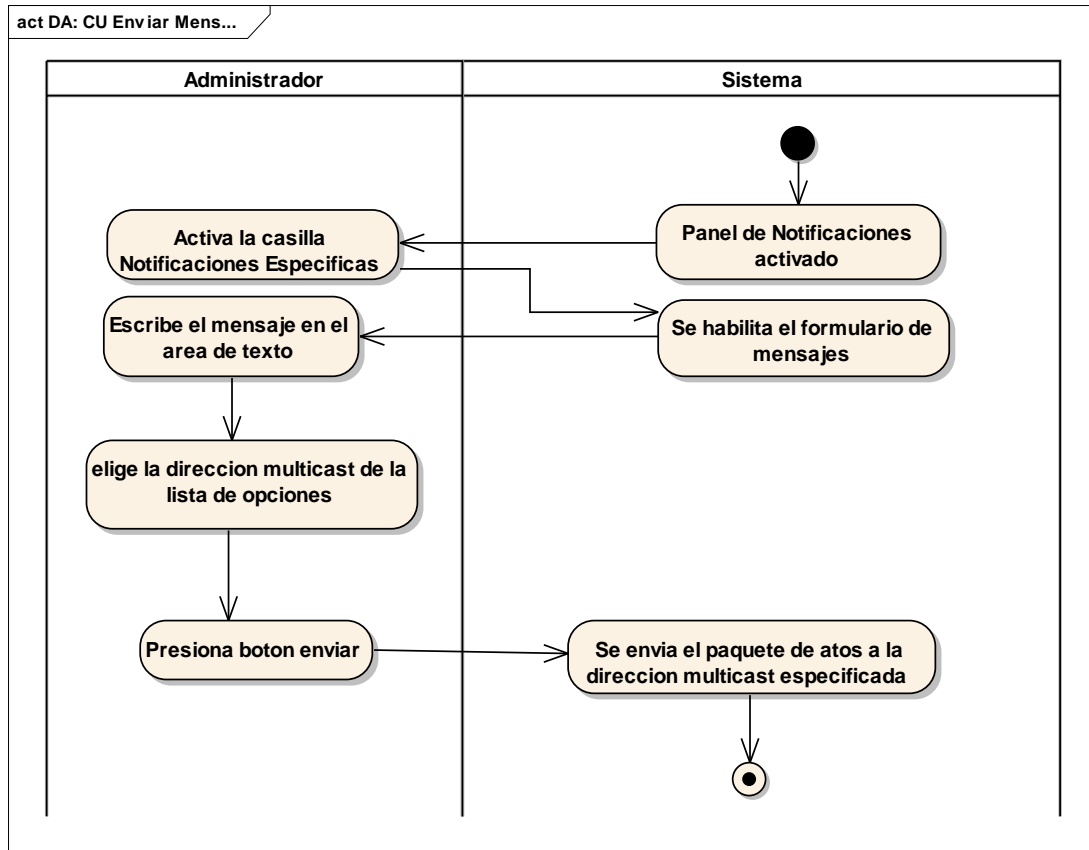 act DA: CU Enviar Mens...
Administrador
Sistema
Panel de Notificaciones
activado
Activa la casilla
Notificaciones Especificas
Se habilita el formulario de
mensajes
Escribe el mensaje en el
area de texto
elige la direccion multicast de la
lista de opciones
Presiona boton enviar
Se envia el paquete de atos a la
direccion multicast especificada